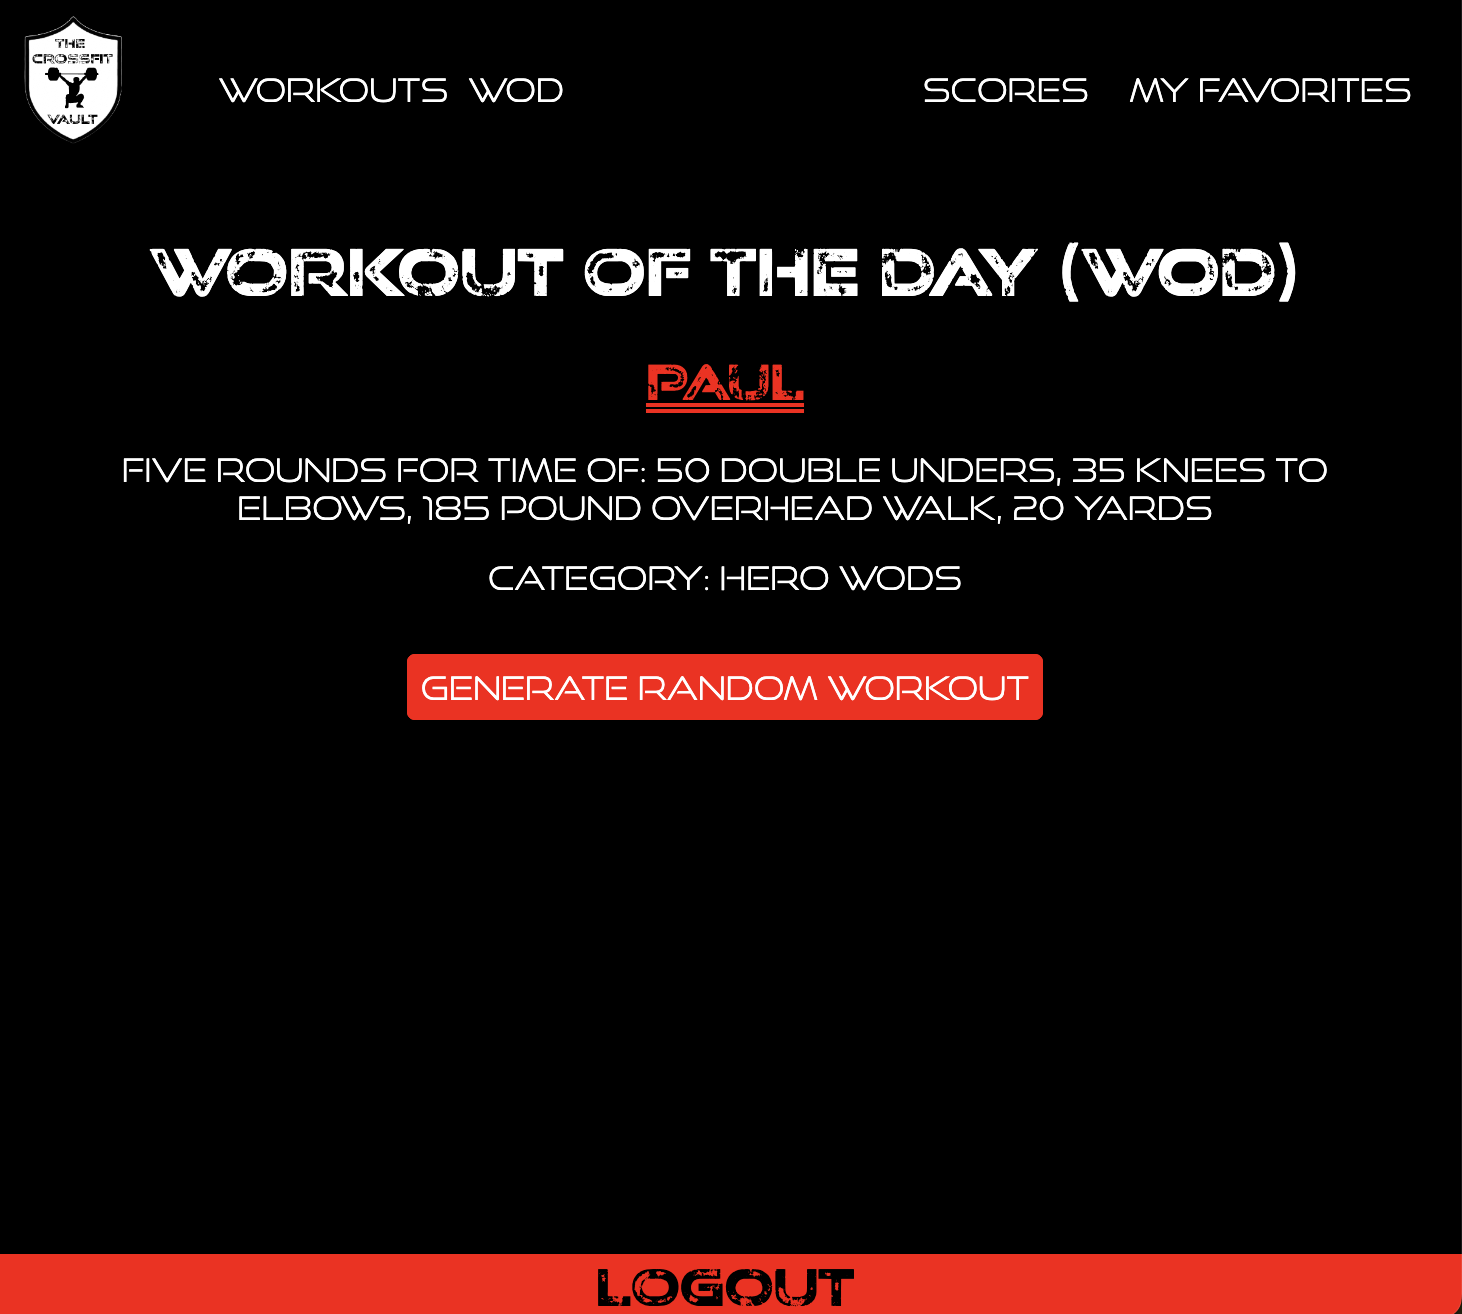 THE
CROSSFIT
VAULT
WORKOUTS WOD SCORES MY FAVORITES
WORKOUT OF THE DAY (WOD)
PAUL
FIVE ROUNDS FOR TIME OF: 50 DOUBLE UNDERS, 35 KNEES TO
ELBOWS, 185 POUND OVERHEAD WALK, 20 YARDS
CATEGORY: HERO WODS
GENERATE RANDOM WORKOUT
LOGOUT